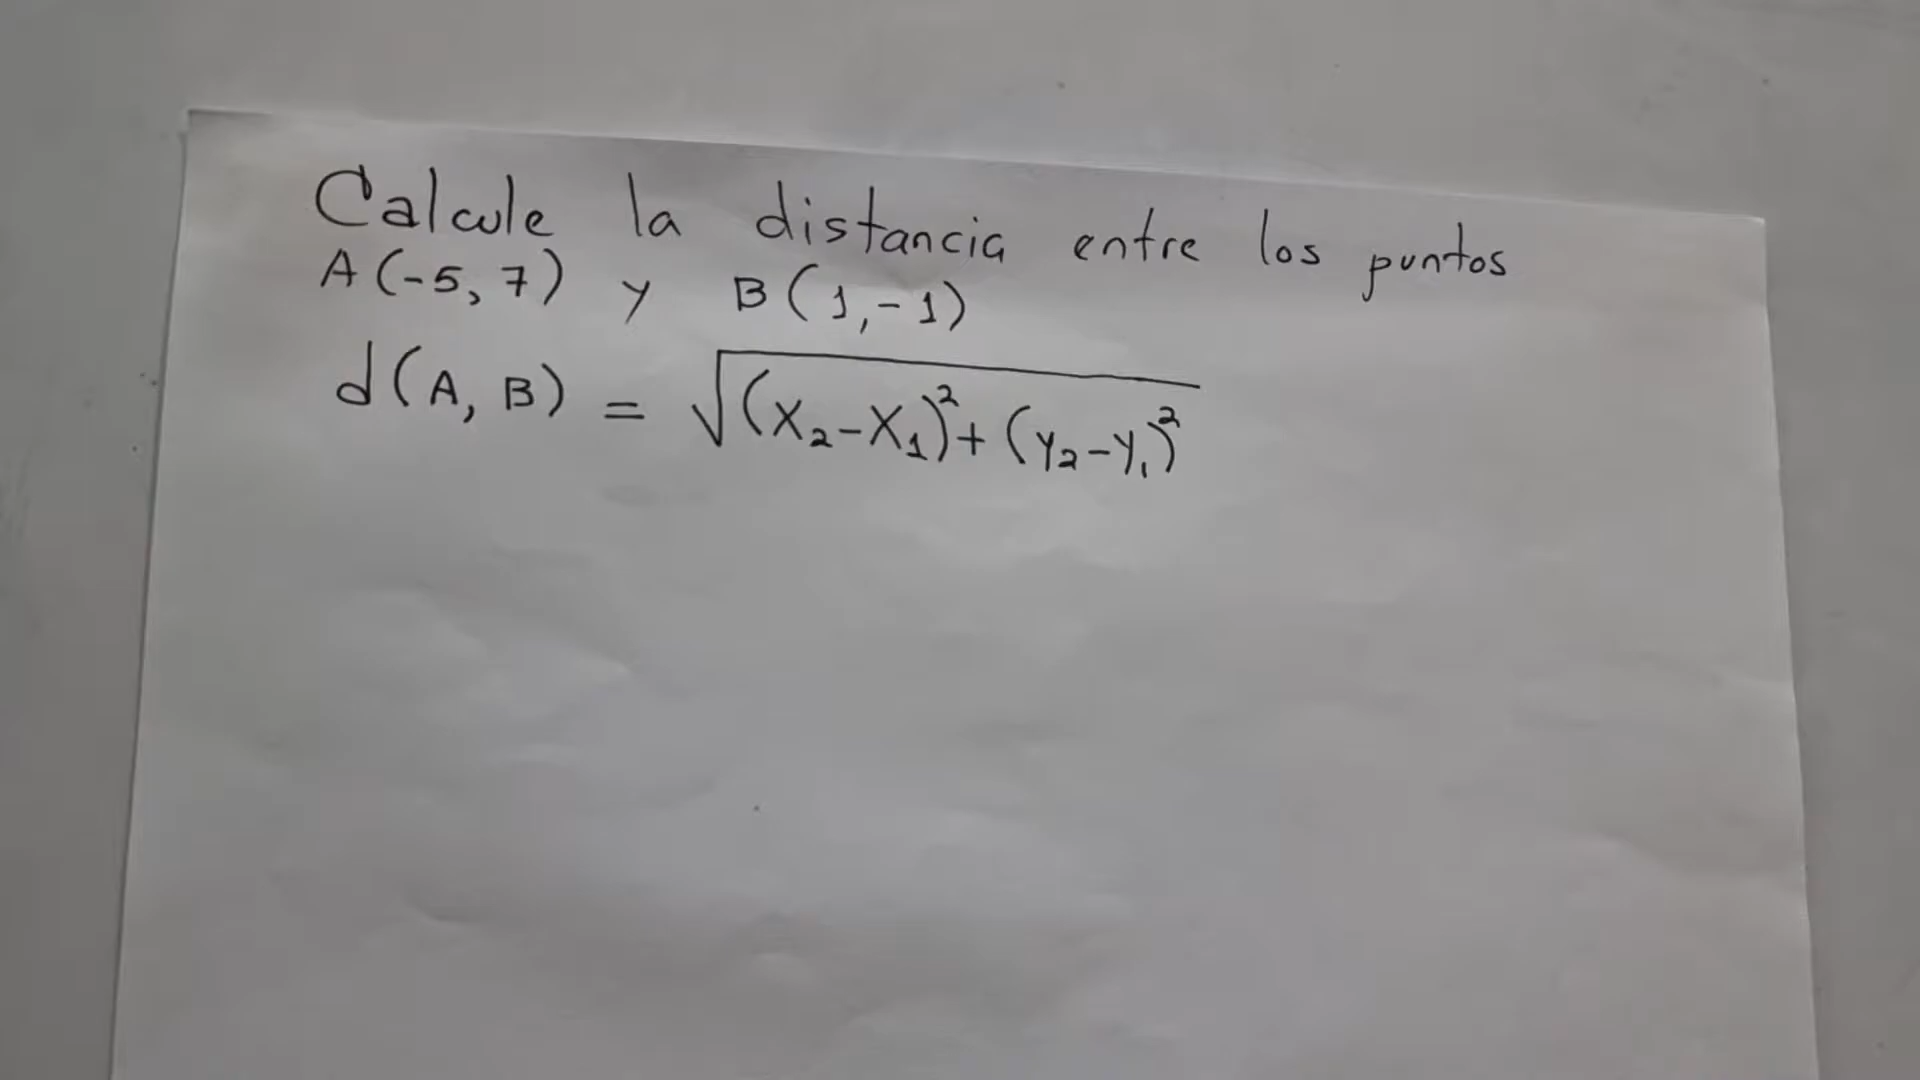 Calcule la distancia entre los puntos
A(-5, 7) y B(1, -1)
d(A, B) = √(x₂-x₁)² + (y₂-y₁)²